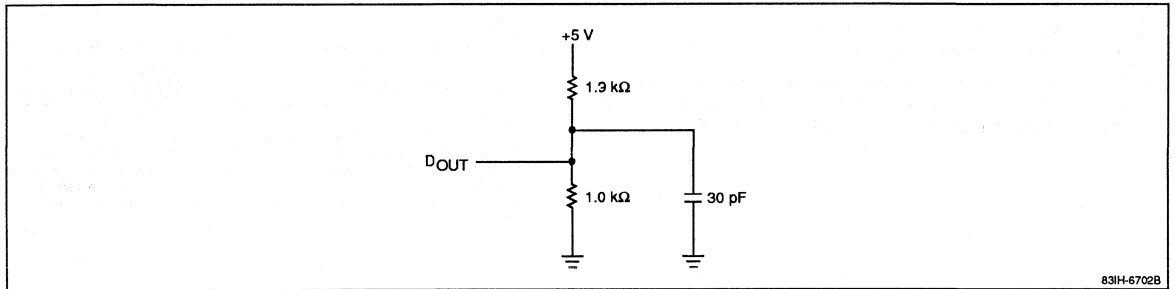 +5 V
1.9 kΩ
DOUT
1.0 kΩ
30 pF
83IH-6702B